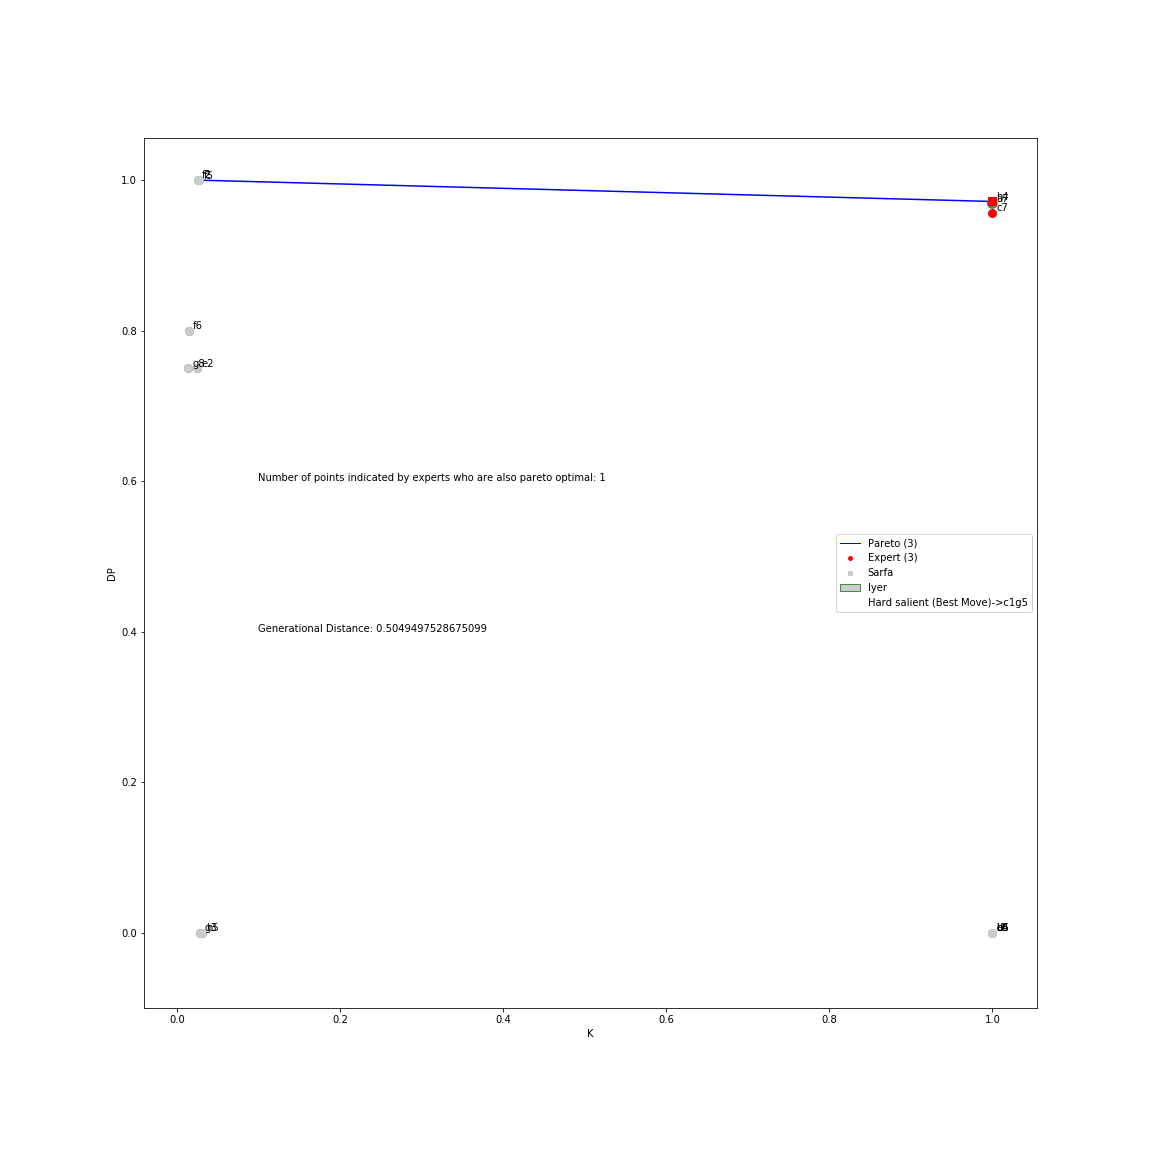 1.0
c7
0.8
f6
Number of points indicated by experts who are also pareto optimal: 1
0.6
Pareto (3)
Expert (3)
Sarfa
Iyer
Hard salient (Best Move)->c1g5
DP
0.4
Generational Distance: 0.5049497528675099
0.2
0.0
0.0 0.2 0.4 0.6 0.8 1.0
K